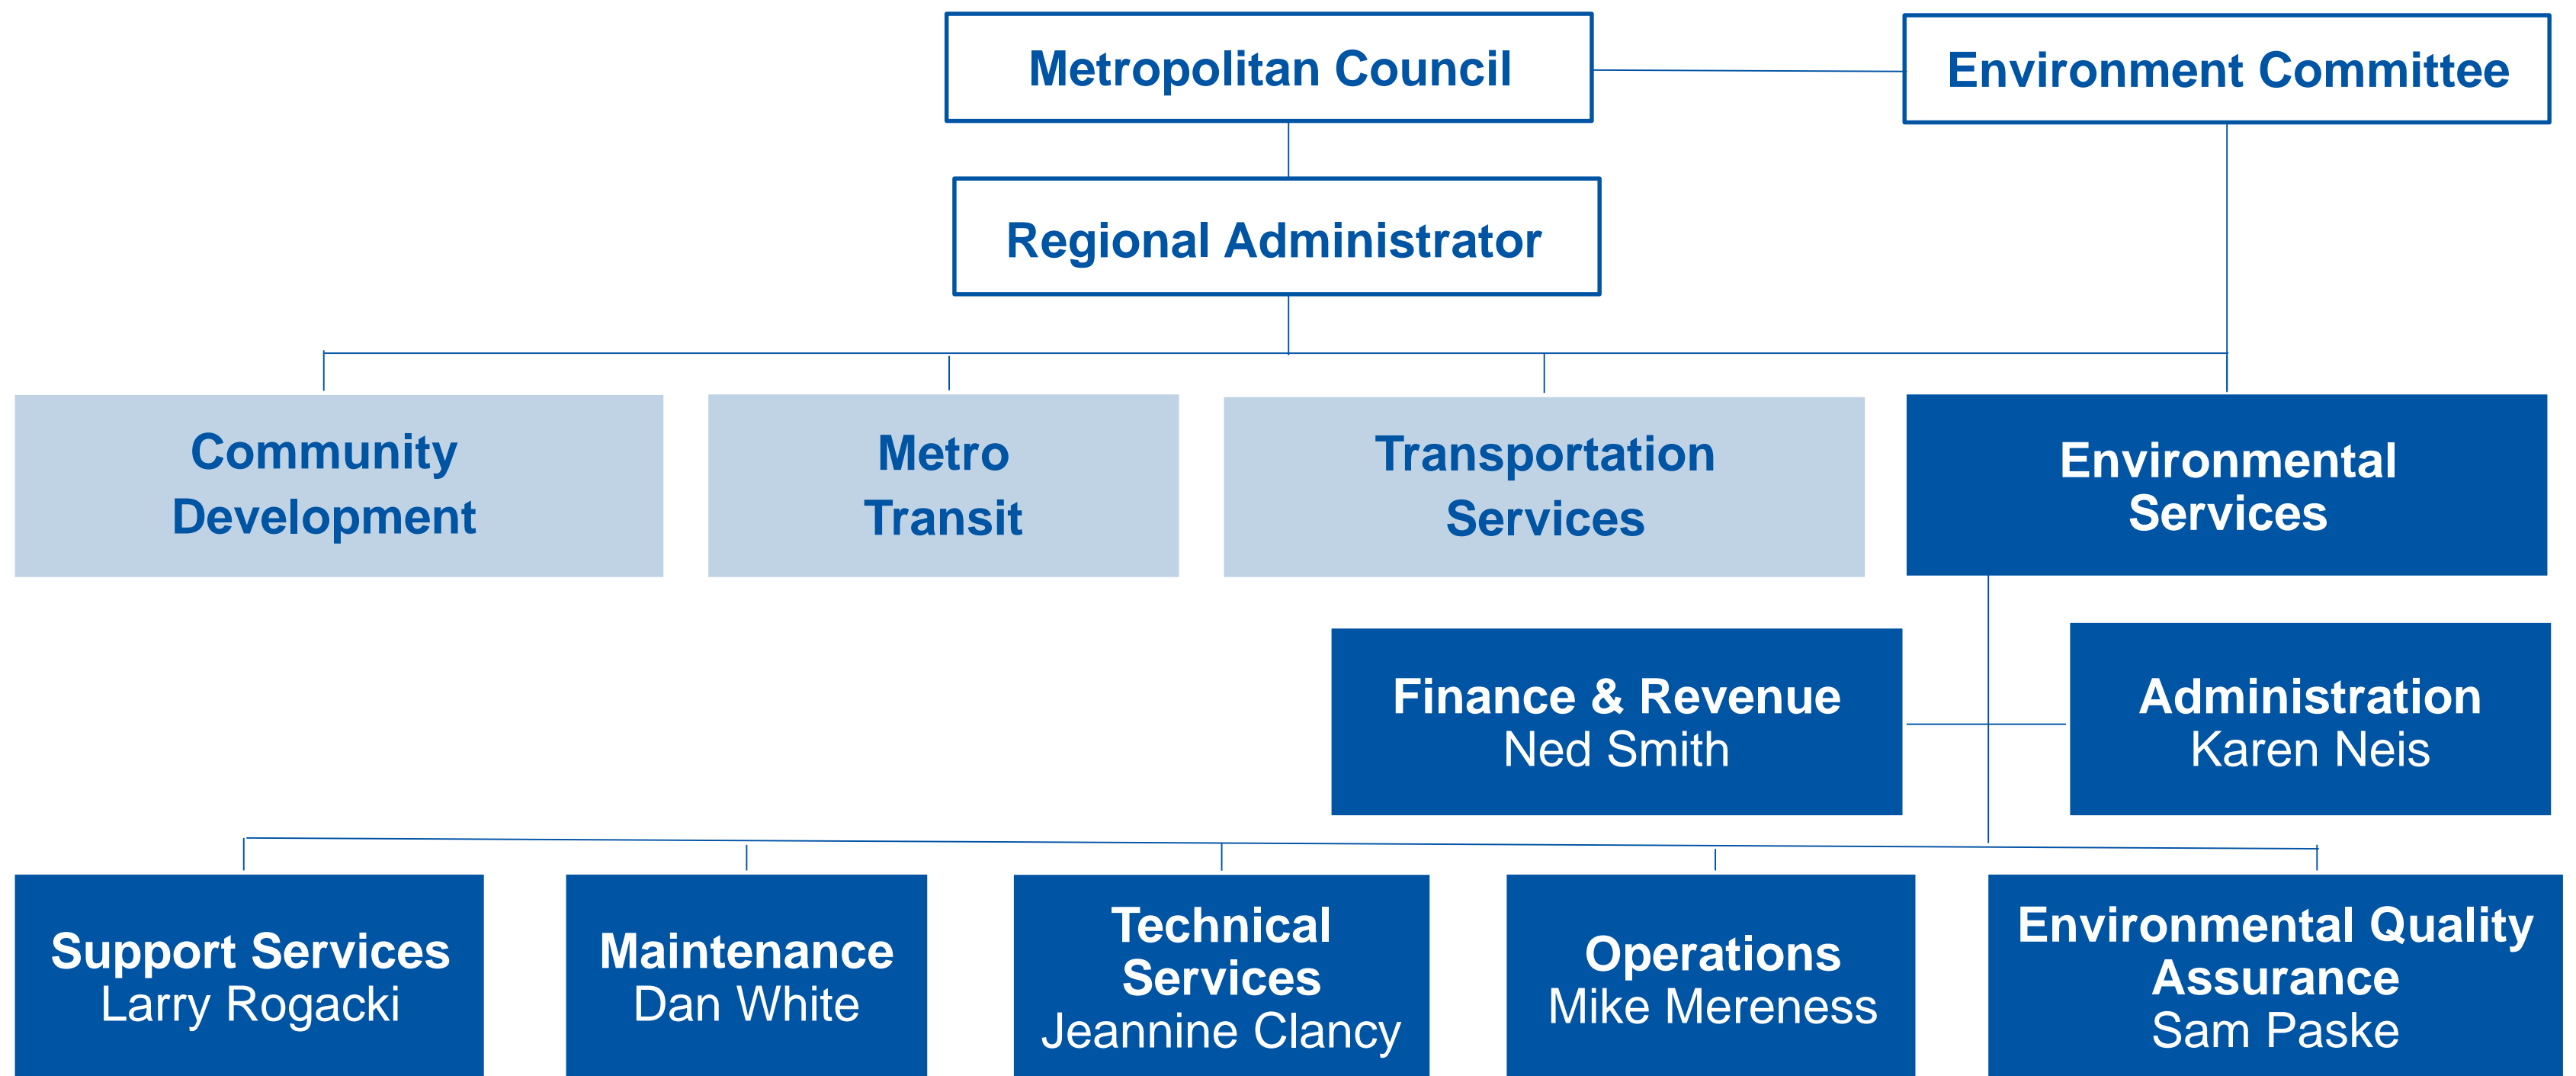 Metropolitan Council
Environment Committee
Regional Administrator
Community
Development
Metro
Transit
Transportation
Services
Environmental
Services
Finance & Revenue
Ned Smith
Administration
Karen Neis
Support Services
Larry Rogacki
Maintenance
Dan White
Technical
Services
Jeannine Clancy
Operations
Mike Mereness
Environmental Quality
Assurance
Sam Paske